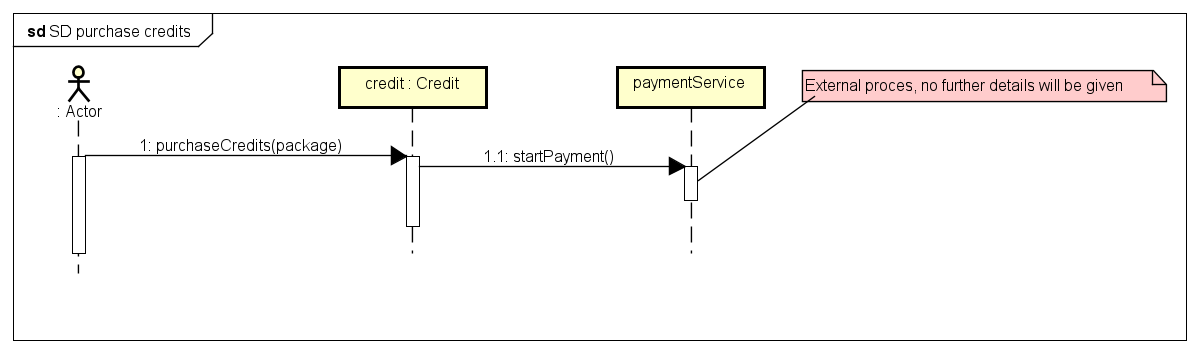 sd SD purchase credits
: Actor
credit : Credit
paymentService
External proces, no further details will be given
1: purchaseCredits(package)
1.1: startPayment()